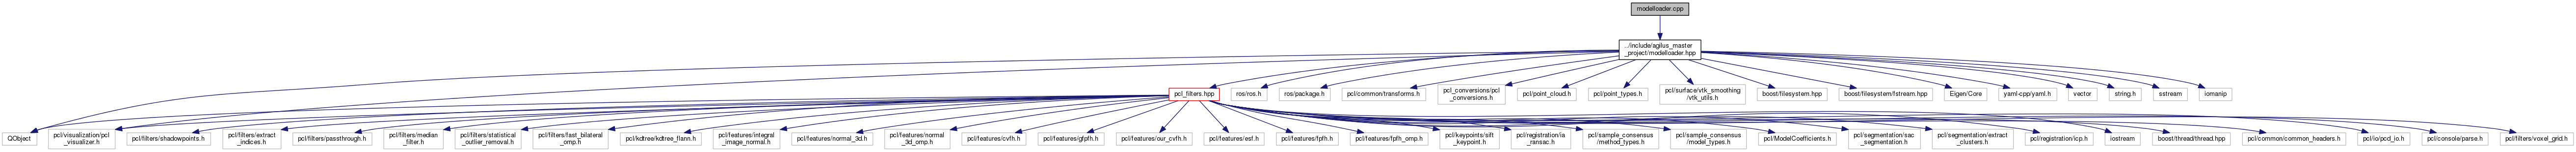 modelloader.cpp
../include/agilus_master
_project/modelloader.hpp
pcl_filters.hpp
ros/ros.h
ros/package.h
pcl/common/transforms.h
pcl_conversions/pcl
_conversions.h
pcl/point_cloud.h
pcl/point_types.h
pcl/surface/vtk_smoothing
/vtk_utils.h
boost/filesystem.hpp
boost/filesystem/fstream.hpp
Eigen/Core
yaml-cpp/yaml.h
vector
string.h
sstream
iomanip
QObject
pcl/visualization/pcl
_visualizer.h
pcl/filters/shadowpoints.h
pcl/filters/extract
_indices.h
pcl/filters/passthrough.h
pcl/filters/median
_filter.h
pcl/filters/statistical
_outlier_removal.h
pcl/filters/fast_bilateral
_omp.h
pcl/kdtree/kdtree_flann.h
pcl/features/integral
_image_normal.h
pcl/features/normal_3d.h
pcl/features/normal
_3d_omp.h
pcl/features/cvfh.h
pcl/features/gfpfh.h
pcl/features/our_cvfh.h
pcl/features/esf.h
pcl/features/fpfh.h
pcl/features/fpfh_omp.h
pcl/keypoints/sift
_keypoint.h
pcl/registration/ia
_ransac.h
pcl/sample_consensus
/method_types.h
pcl/sample_consensus
/model_types.h
pcl/ModelCoefficients.h
pcl/segmentation/sac
_segmentation.h
pcl/segmentation/extract
_clusters.h
pcl/registration/icp.h
iostream
boost/thread/thread.hpp
pcl/common/common_headers.h
pcl/io/pcd_io.h
pcl/console/parse.h
pcl/filters/voxel_grid.h